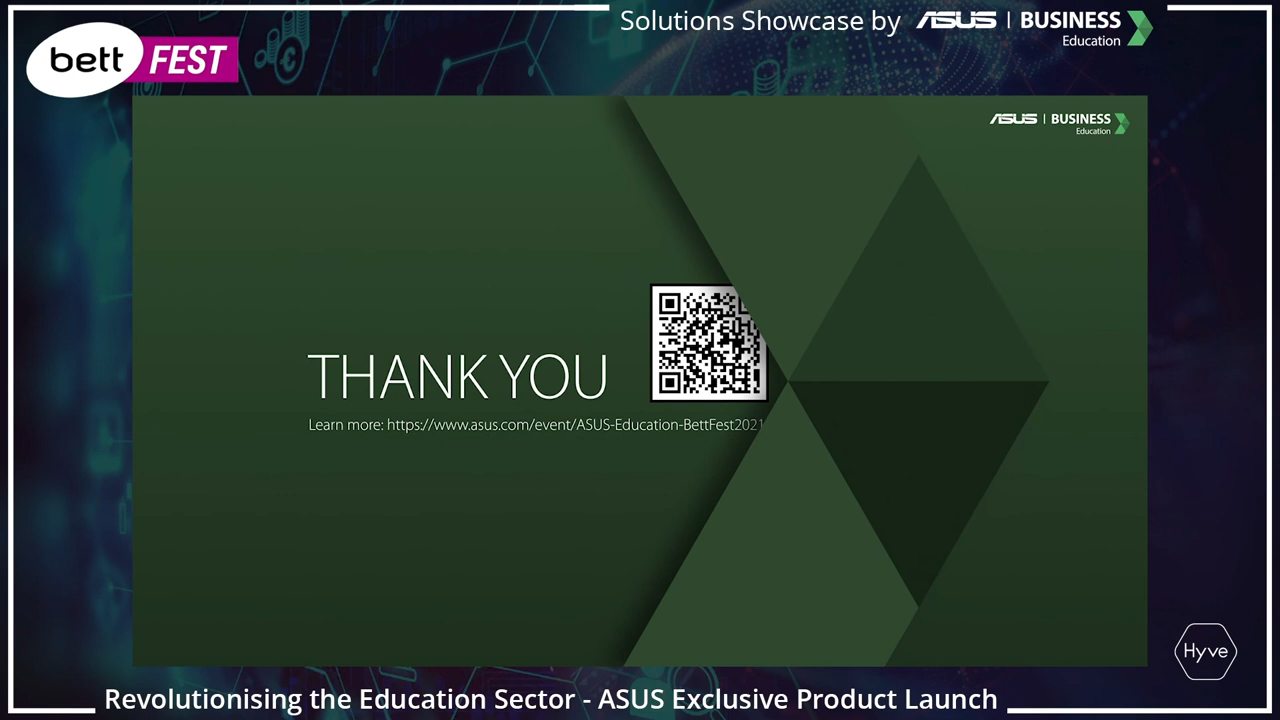 Solutions Showcase by ASUS BUSINESS Education
bett FEST
ASUS BUSINESS
Education
THANK YOU
Learn more: https://www.asus.com/event/ASUS-Education-BettFest2021
Hyve
Revolutionising the Education Sector - ASUS Exclusive Product Launch